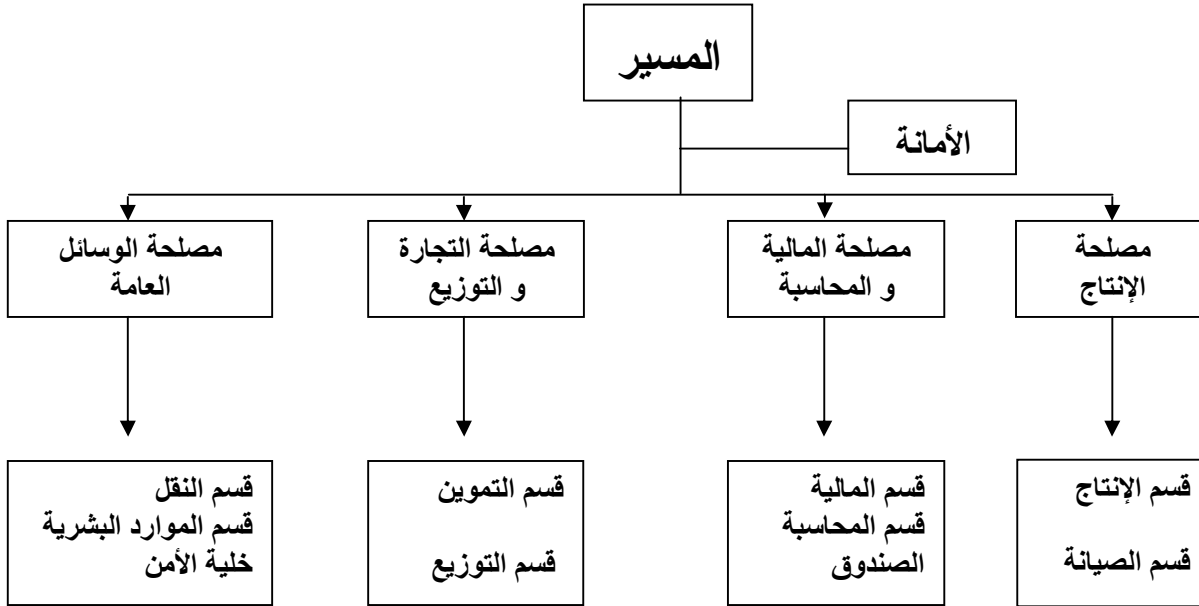 المسير
الأمانة
مصلحة
الإنتاج
مصلحة المالية
و المحاسبة
مصلحة التجارة
و التوزيع
مصلحة الوسائل
العامة
قسم الإنتاج
قسم الصيانة
قسم المالية
قسم المحاسبة
الصندوق
قسم التموين
قسم التوزيع
قسم النقل
قسم الموارد البشرية
خلية الأمن